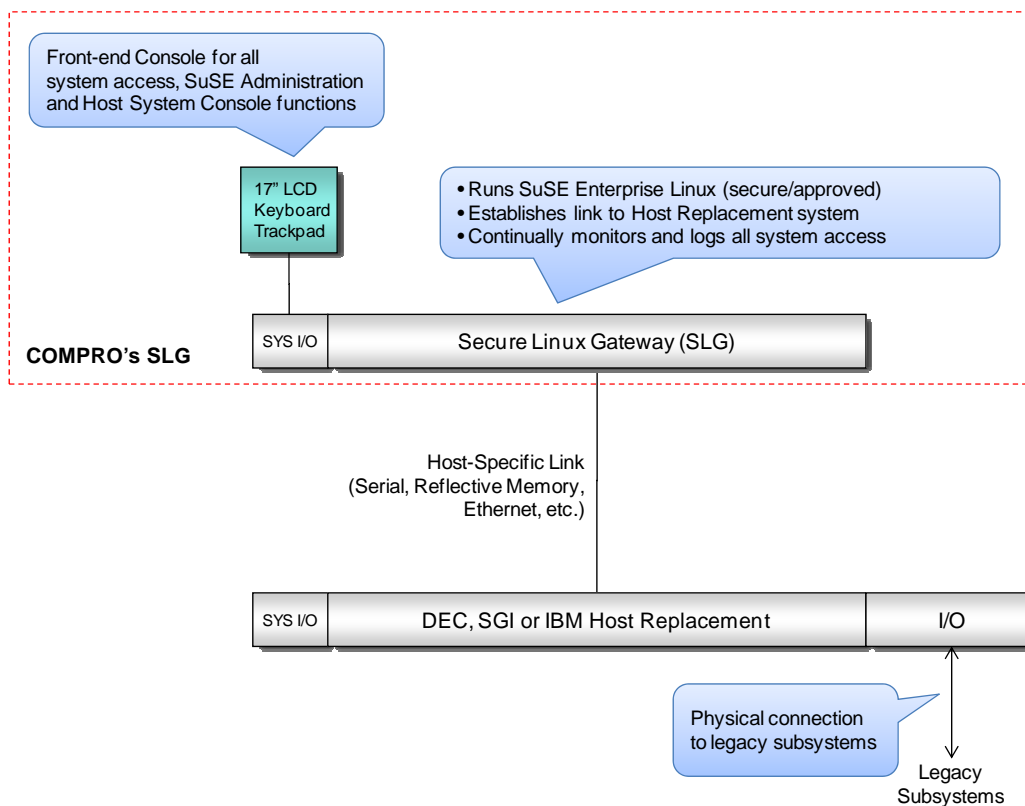 Front-end Console for all
system access, SuSE Administration
and Host System Console functions
17” LCD
Keyboard
Trackpad
• Runs SuSE Enterprise Linux (secure/approved)
• Establishes link to Host Replacement system
• Continually monitors and logs all system access
SYS I/O
Secure Linux Gateway (SLG)
COMPRO’s SLG
Host-Specific Link
(Serial, Reflective Memory,
Ethernet, etc.)
SYS I/O
DEC, SGI or IBM Host Replacement
I/O
Physical connection
to legacy subsystems
Legacy
Subsystems